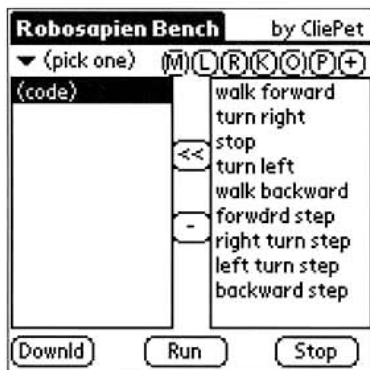 Robosapien Bench by CliePet
(pick one) M L R K O P +
(code)
walk forward
turn right
<< stop
turn left
walk backward
- forwdrd step
right turn step
left turn step
backward step
Downld Run Stop